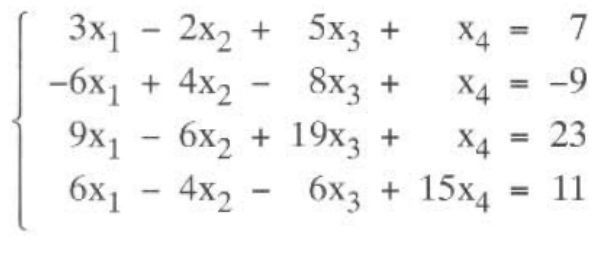 3x₁ − 2x₂ + 5x₃ + x₄ = 7
−6x₁ + 4x₂ − 8x₃ + x₄ = −9
9x₁ − 6x₂ + 19x₃ + x₄ = 23
6x₁ − 4x₂ − 6x₃ + 15x₄ = 11